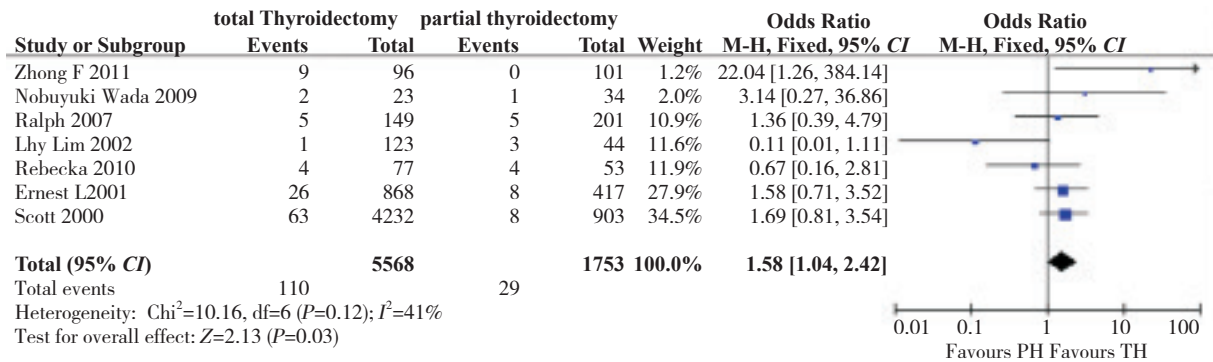 total Thyroidectomy partial thyroidectomy Odds Ratio Odds Ratio
Study or Subgroup Events Total Events Total Weight M-H, Fixed, 95% CI M-H, Fixed, 95% CI
Zhong F 2011 9 96 0 101 1.2% 22.04 [1.26, 384.14]
Nobuyuki Wada 2009 2 23 1 34 2.0% 3.14 [0.27, 36.86]
Ralph 2007 5 149 5 201 10.9% 1.36 [0.39, 4.79]
Lhy Lim 2002 1 123 3 44 11.6% 0.11 [0.01, 1.11]
Rebecka 2010 4 77 4 53 11.9% 0.67 [0.16, 2.81]
Ernest L2001 26 868 8 417 27.9% 1.58 [0.71, 3.52]
Scott 2000 63 4232 8 903 34.5% 1.69 [0.81, 3.54]
Total (95% CI) 5568 1753 100.0% 1.58 [1.04, 2.42]
Total events 110 29
Heterogeneity: Chi²=10.16, df=6 (P=0.12); I²=41%
Test for overall effect: Z=2.13 (P=0.03)
0.01 0.1 1 10 100
Favours PH Favours TH